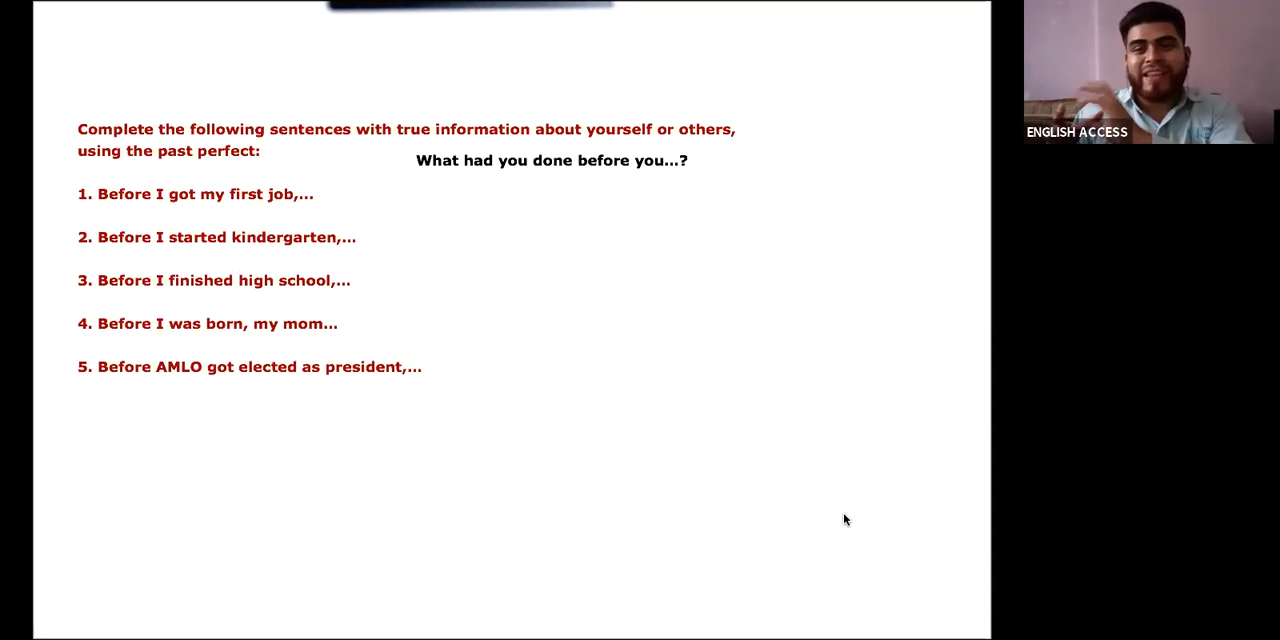 Complete the following sentences with true information about yourself or others,
using the past perfect:
What had you done before you...?
1. Before I got my first job,...
2. Before I started kindergarten,...
3. Before I finished high school,...
4. Before I was born, my mom...
5. Before AMLO got elected as president,...
ENGLISH ACCESS